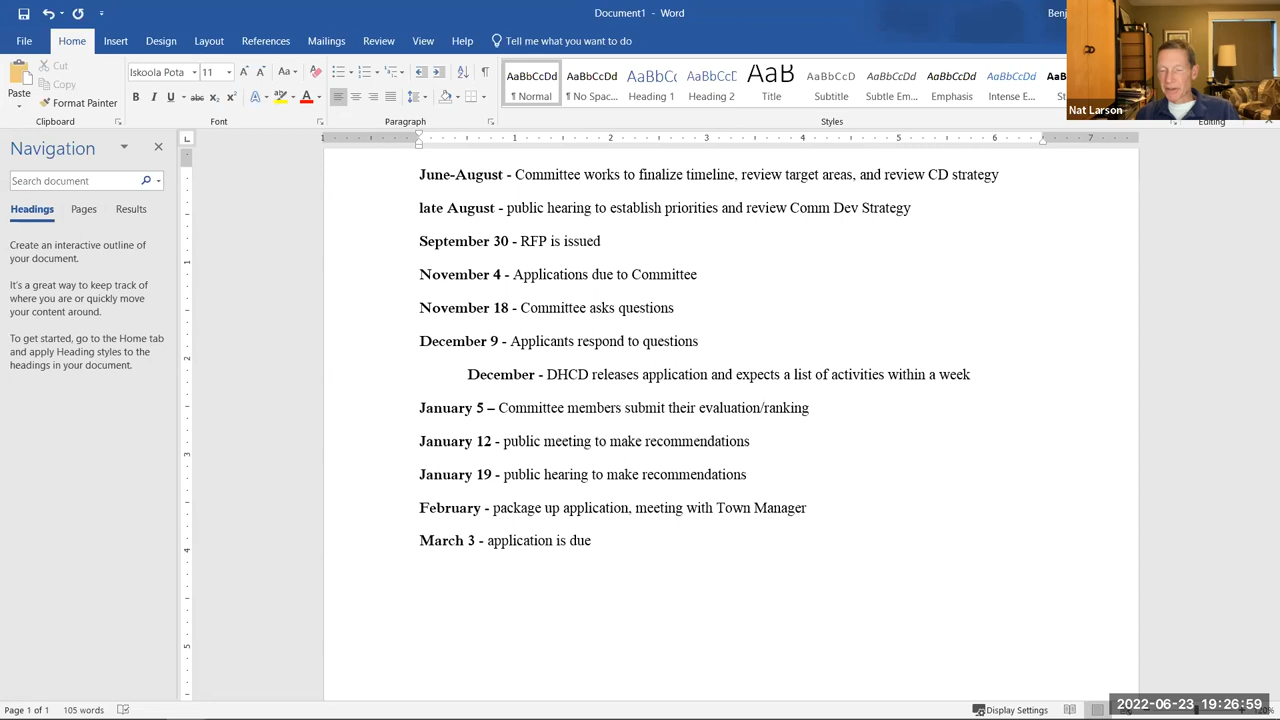 Document1 - Word
Benj
File Home Insert Design Layout References Mailings Review View Help Tell me what you want to do
Cut
Copy
Paste
Format Painter
Clipboard
Iskoola Pota 11
Font
Paragraph
AaBbCcDd AaBbCcDd AaBbCc AaBbCcD AaB AaBbCcDd AaBbCcDd AaBbCcDd AaBbCcDd
¶ Normal ¶ No Spac... Heading 1 Heading 2 Title Subtitle Subtle Em... Emphasis Intense E...
Styles
Editing
Nat Larson
Navigation
Search document
Headings Pages Results
Create an interactive outline of
your document.
It's a great way to keep track of
where you are or quickly move
your content around.
To get started, go to the Home tab
and apply Heading styles to the
headings in your document.
June-August - Committee works to finalize timeline, review target areas, and review CD strategy
late August - public hearing to establish priorities and review Comm Dev Strategy
September 30 - RFP is issued
November 4 - Applications due to Committee
November 18 - Committee asks questions
December 9 - Applicants respond to questions
December - DHCD releases application and expects a list of activities within a week
January 5 – Committee members submit their evaluation/ranking
January 12 - public meeting to make recommendations
January 19 - public hearing to make recommendations
February - package up application, meeting with Town Manager
March 3 - application is due
Page 1 of 1 105 words
Display Settings
2022-06-23 19:26:59